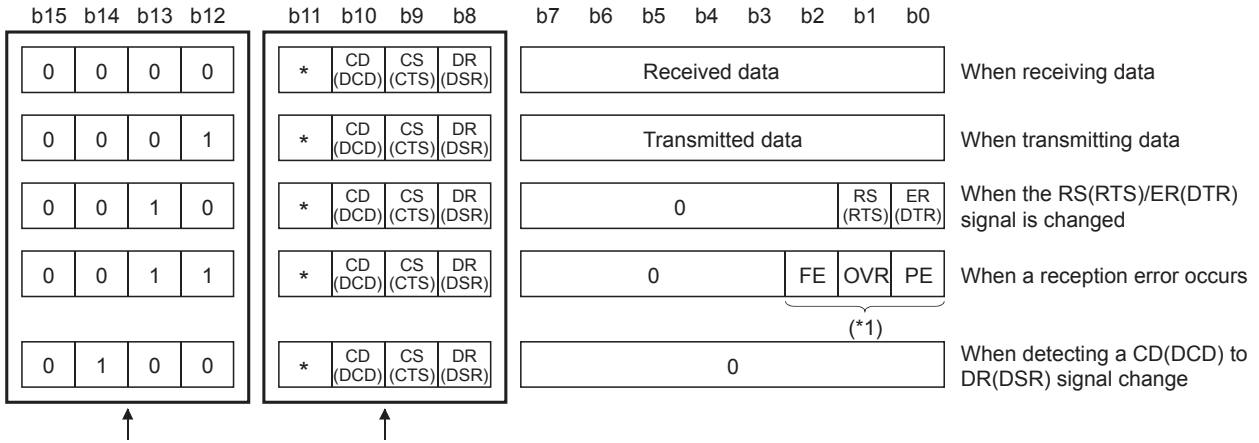 b15 b14 b13 b12 b11 b10 b9 b8 b7 b6 b5 b4 b3 b2 b1 b0
0 0 0 0 * CD (DCD) CS (CTS) DR (DSR) Received data When receiving data
0 0 0 1 * CD (DCD) CS (CTS) DR (DSR) Transmitted data When transmitting data
0 0 1 0 * CD (DCD) CS (CTS) DR (DSR) 0 RS (RTS) ER (DTR) When the RS(RTS)/ER(DTR)
signal is changed
0 0 1 1 * CD (DCD) CS (CTS) DR (DSR) 0 FE OVR PE When a reception error occurs
(*1)
0 1 0 0 * CD (DCD) CS (CTS) DR (DSR) 0 When detecting a CD(DCD) to
DR(DSR) signal change